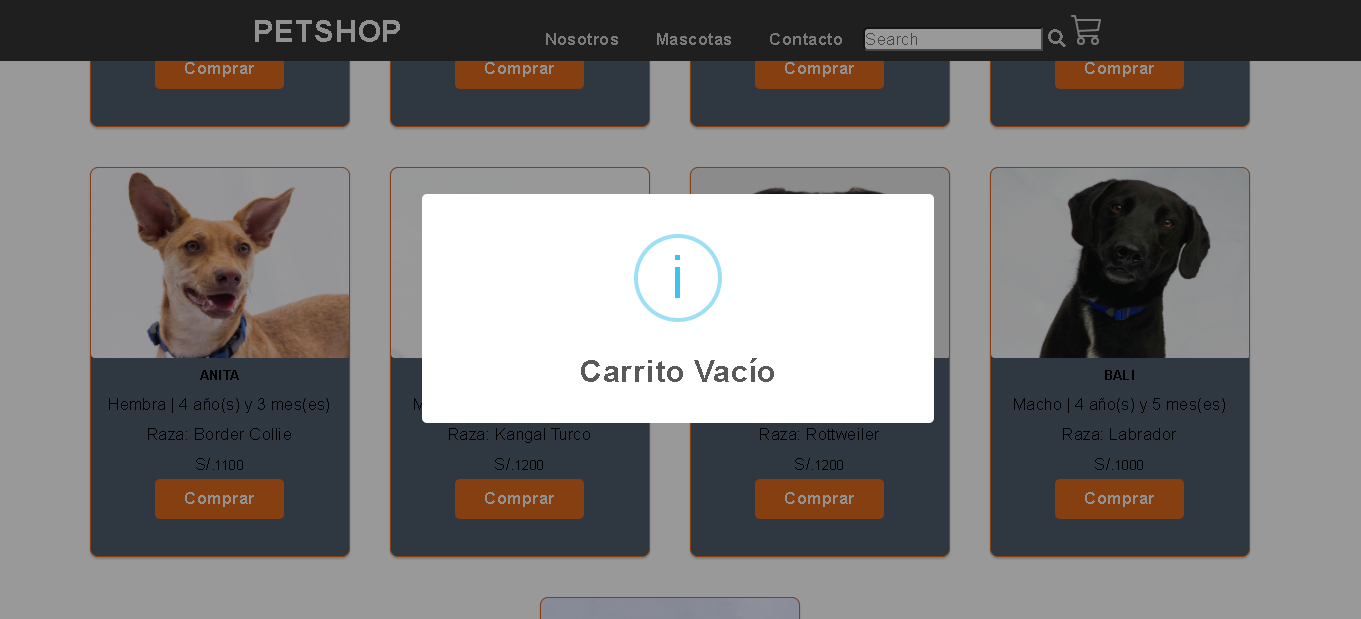 PETSHOP
Nosotros Mascotas Contacto Search
Comprar Comprar Comprar Comprar
i
Carrito Vacío
ANITA BALI
Hembra | 4 año(s) y 3 mes(es) M Macho | 4 año(s) y 5 mes(es)
Raza: Border Collie Raza: Kangal Turco Raza: Rottweiler Raza: Labrador
S/.1100 S/.1200 S/.1200 S/.1000
Comprar Comprar Comprar Comprar